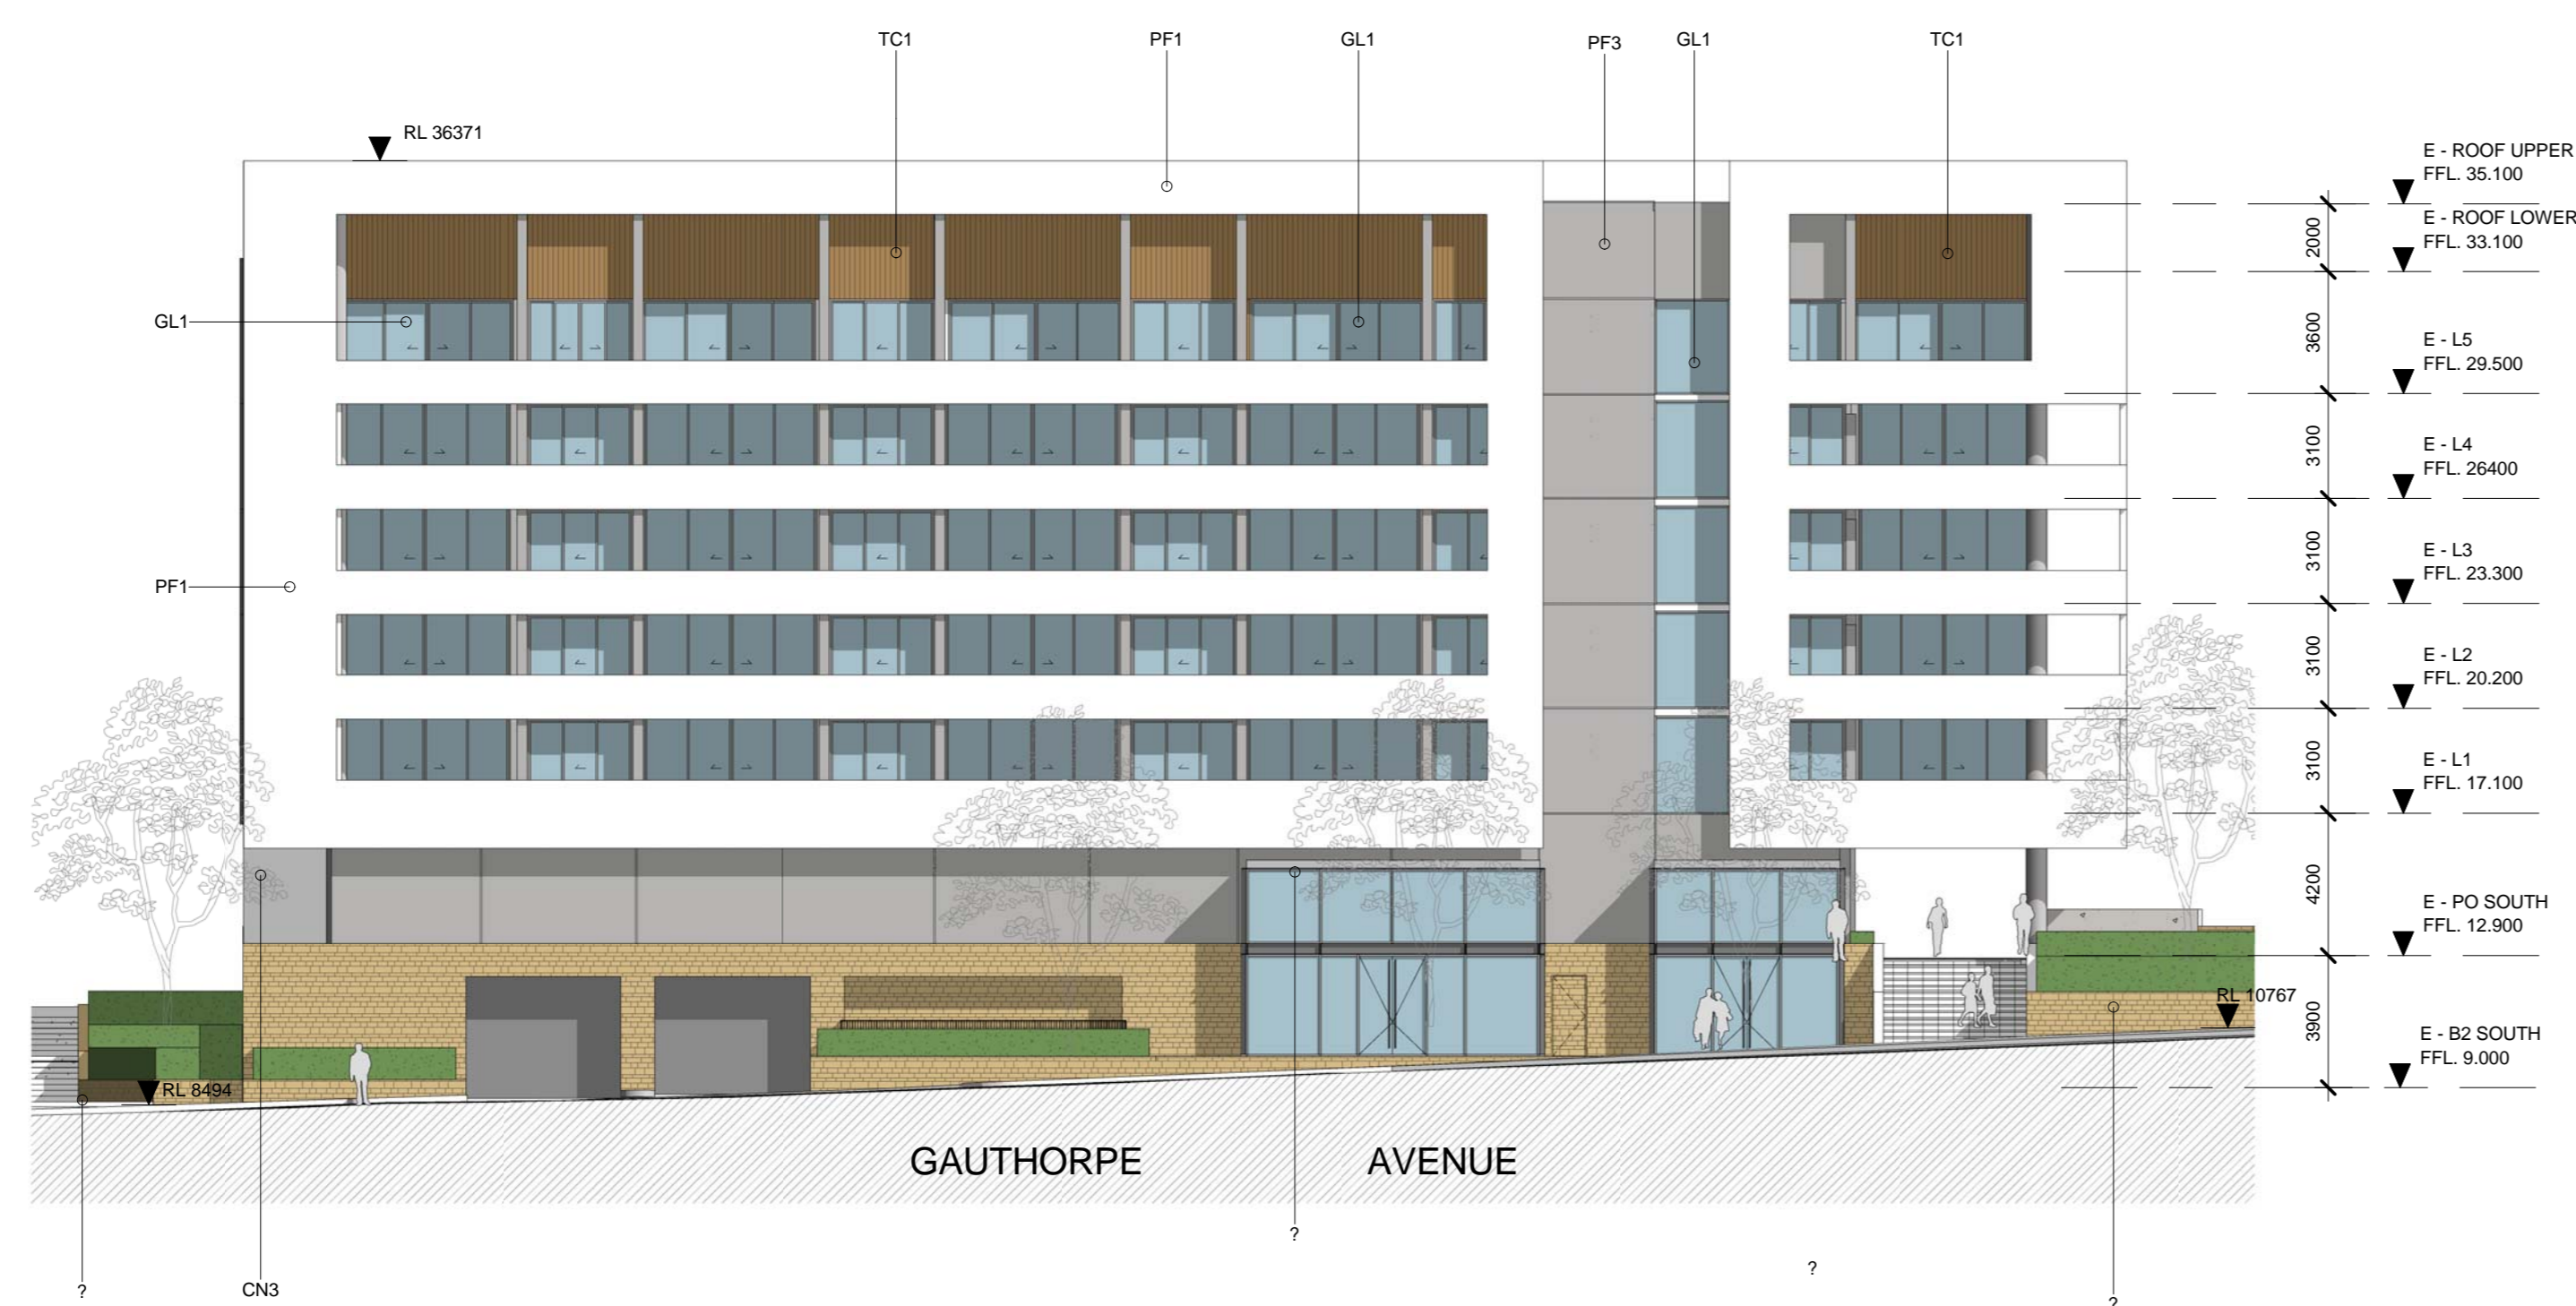 TC1
PF1
GL1
PF3
GL1
TC1
RL 36371
E - ROOF UPPER
FFL. 35.100
2000
E - ROOF LOWER
FFL. 33.100
GL1
3600
E - L5
FFL. 29.500
3100
E - L4
FFL. 26400
PF1
3100
E - L3
FFL. 23.300
3100
E - L2
FFL. 20.200
3100
E - L1
FFL. 17.100
4200
E - PO SOUTH
FFL. 12.900
RL 10767
3900
E - B2 SOUTH
FFL. 9.000
RL 8494
GAUTHORPE AVENUE
?
?
?
CN3
?